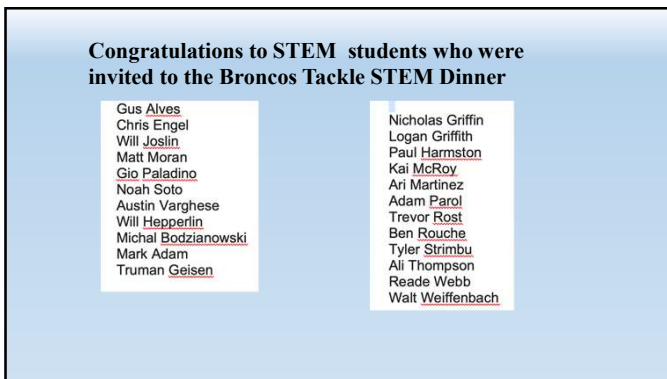 Congratulations to STEM students who were
invited to the Broncos Tackle STEM Dinner
Gus Alves
Chris Engel
Will Joslin
Matt Moran
Gio Paladino
Noah Soto
Austin Varghese
Will Hepperlin
Michal Bodzianowski
Mark Adam
Truman Geisen
Nicholas Griffin
Logan Griffith
Paul Harmston
Kai McRoy
Ari Martinez
Adam Parol
Trevor Rost
Ben Rouche
Tyler Strimbu
Ali Thompson
Reade Webb
Walt Weiffenbach